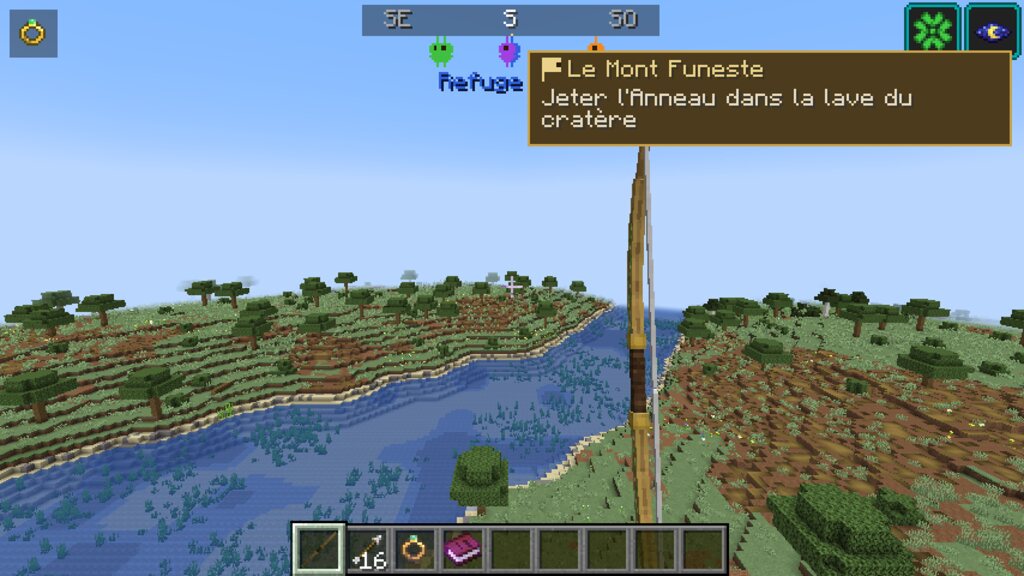 SE S SO
Refuge
Le Mont Funeste
Jeter l'Anneau dans la lave du
cratère
+16